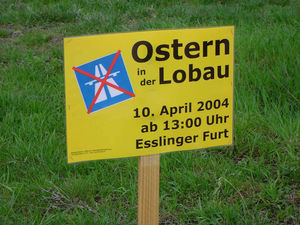 Ostern
in der Lobau
10. April 2004
ab 13:00 Uhr
Esslinger Furt